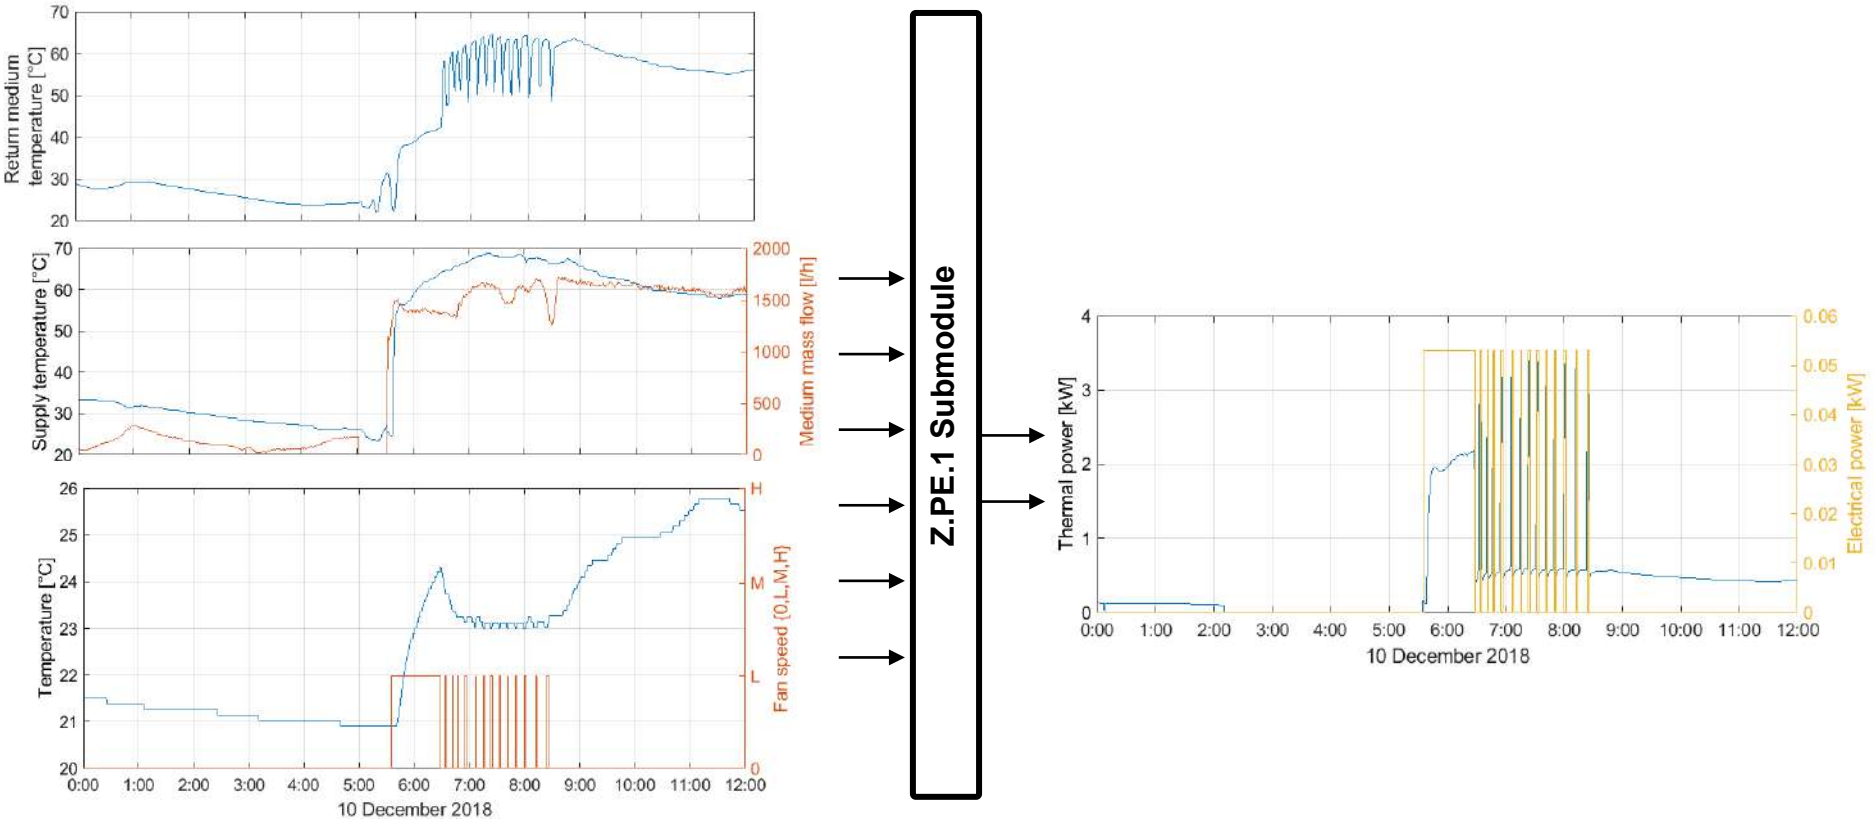 Return medium
temperature [°C]
70
60
50
40
30
20
Supply temperature [°C]
70
60
50
40
30
20
2000
1500
1000
500
0
Medium mass flow [l/h]
Temperature [°C]
26
25
24
23
22
21
20
H
M
L
0
Fan speed {0,L,M,H}
0:00 1:00 2:00 3:00 4:00 5:00 6:00 7:00 8:00 9:00 10:00 11:00 12:00
10 December 2018
Z.PE.1 Submodule
Thermal power [kW]
4
3
2
1
0
0.06
0.05
0.04
0.03
0.02
0.01
0
Electrical power [kW]
0:00 1:00 2:00 3:00 4:00 5:00 6:00 7:00 8:00 9:00 10:00 11:00 12:00
10 December 2018